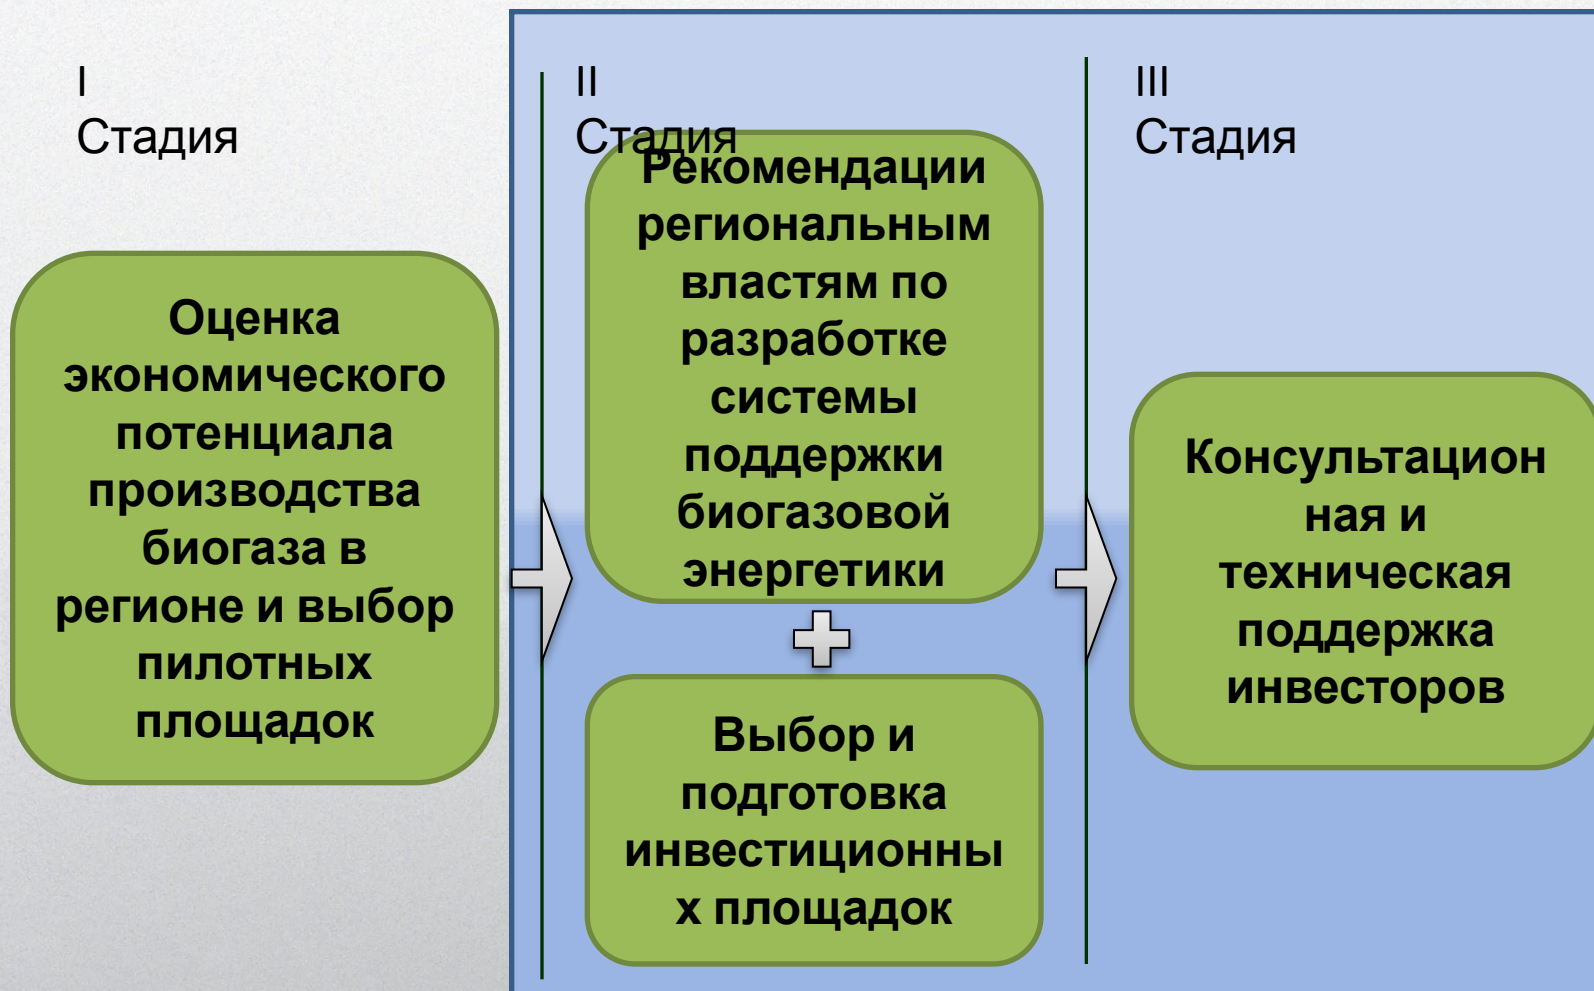 I
Стадия
Оценка
экономического
потенциала
производства
биогаза в
регионе и выбор
пилотных
площадок
II
Стадия
Рекомендации
региональным
властям по
разработке
системы
поддержки
биогазовой
энергетики
Выбор и
подготовка
инвестиционны
х площадок
III
Стадия
Консультацион
ная и
техническая
поддержка
инвесторов